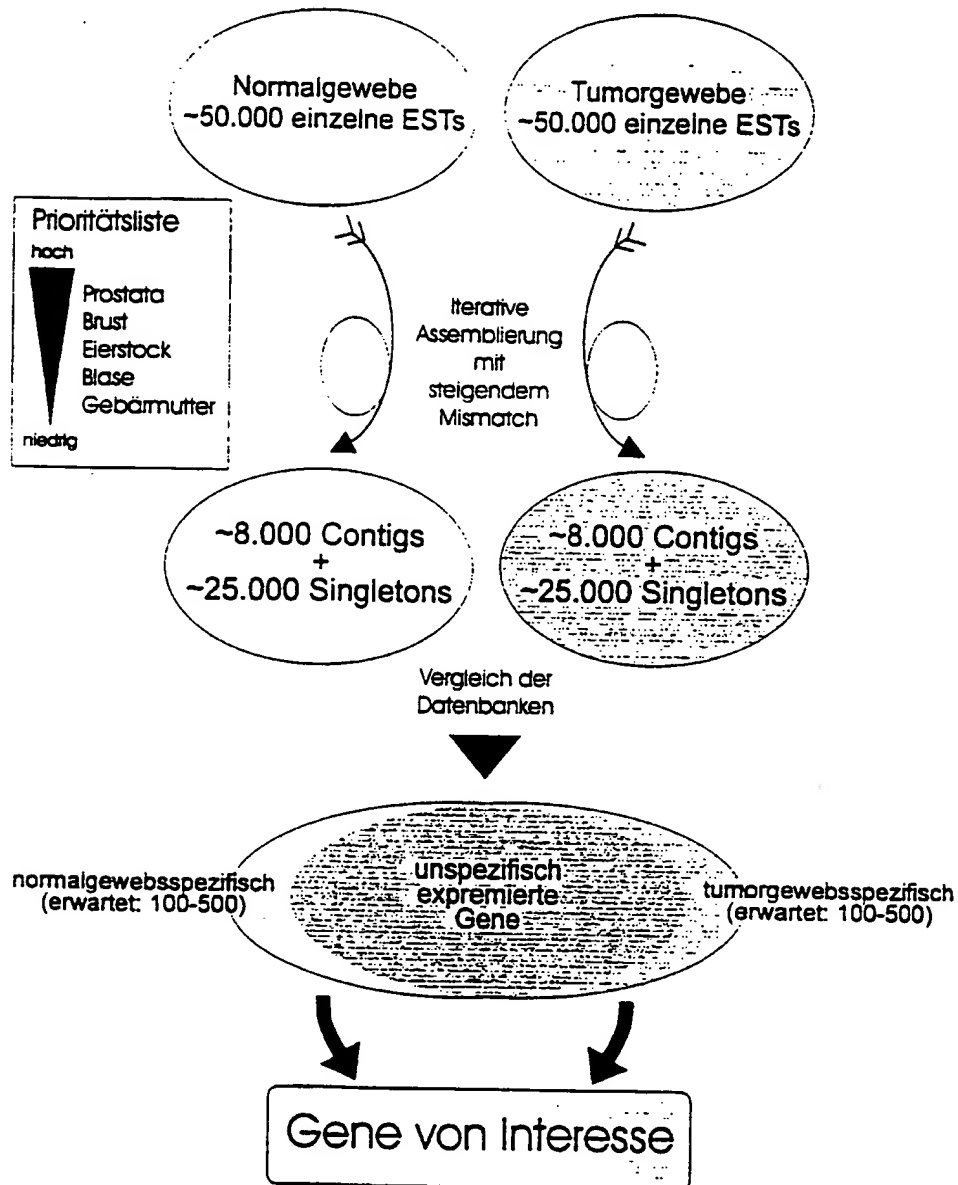 Normalgewebe
~50.000 einzelne ESTs
Tumorgewebe
~50.000 einzelne ESTs
Prioritätsliste
hoch
Prostata
Brust
Eierstock
Blase
Gebärmutter
niedrig
Iterative
Assemblierung
mit
steigendem
Mismatch
~8.000 Contigs
+
~25.000 Singletons
~8.000 Contigs
+
~25.000 Singletons
Vergleich der
Datenbanken
normalgewebsspezifisch
(erwartet: 100-500)
unspezifisch
exprimierte
Gene
tumorgewebsspezifisch
(erwartet: 100-500)
Gene von Interesse